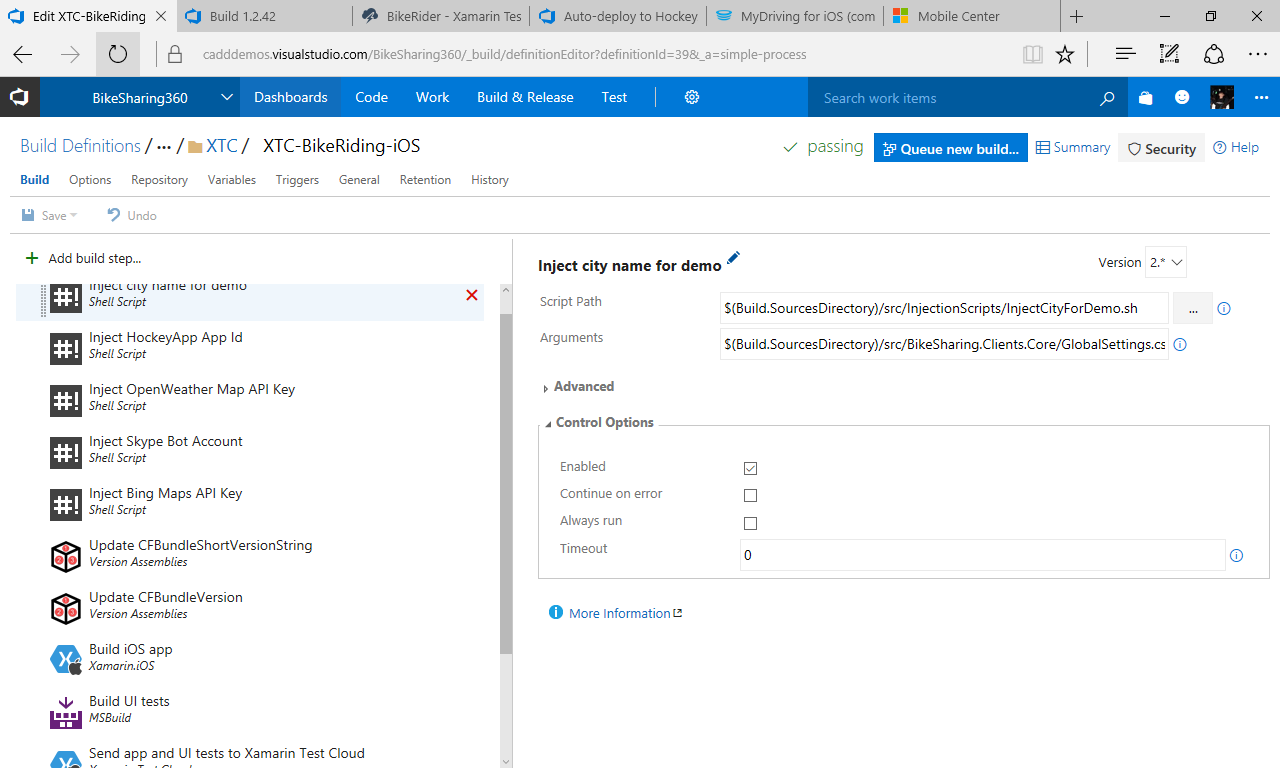 Edit XTC-BikeRiding
Build 1.2.42
BikeRider - Xamarin Tes
Auto-deploy to Hockey
MyDriving for iOS (com
Mobile Center
cadddemos.visualstudio.com/BikeSharing360/_build/definitionEditor?definitionId=39&_a=simple-process
BikeSharing360
Dashboards
Code
Work
Build & Release
Test
Search work items
Build Definitions / ··· / XTC / XTC-BikeRiding-iOS
passing
Queue new build...
Summary
Security
Help
Build
Options
Repository
Variables
Triggers
General
Retention
History
Save
Undo
Add build step...
Inject city name for demo
Shell Script
Inject HockeyApp App Id
Shell Script
Inject OpenWeather Map API Key
Shell Script
Inject Skype Bot Account
Shell Script
Inject Bing Maps API Key
Shell Script
Update CFBundleShortVersionString
Version Assemblies
Update CFBundleVersion
Version Assemblies
Build iOS app
Xamarin.iOS
Build UI tests
MSBuild
Send app and UI tests to Xamarin Test Cloud
Xamarin Test Cloud
Inject city name for demo
Version 2.*
Script Path
$(Build.SourcesDirectory)/src/InjectionScripts/InjectCityForDemo.sh
...
Arguments
$(Build.SourcesDirectory)/src/BikeSharing.Clients.Core/GlobalSettings.cs
Advanced
Control Options
Enabled
Continue on error
Always run
Timeout
0
More Information